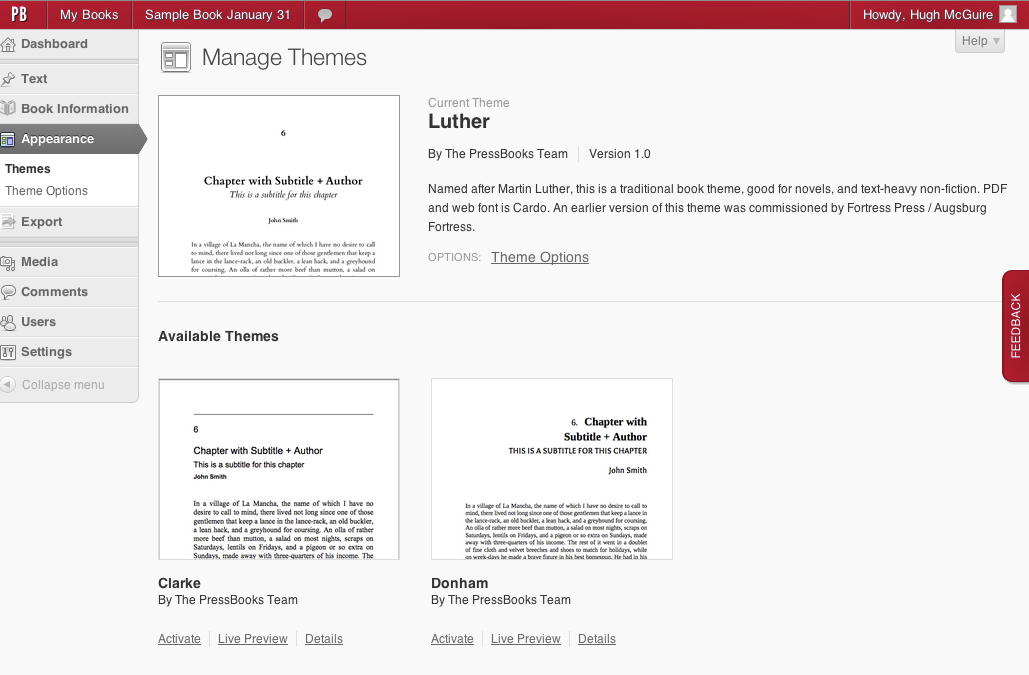 PB
My Books
Sample Book January 31
Howdy, Hugh McGuire
Help
Dashboard
Text
Book Information
Appearance
Themes
Theme Options
Export
Media
Comments
Users
Settings
Collapse menu
Manage Themes
6
Chapter with Subtitle + Author
This is a subtitle for this chapter
John Smith
In a village of La Mancha, the name of which I have no desire to call
to mind, there lived not long since one of those gentlemen that keep a
lance in the lance-rack, an old buckler, a lean hack, and a greyhound
for coursing. An olla of rather more beef than mutton, a salad on
Current Theme
Luther
By The PressBooks Team
Version 1.0
Named after Martin Luther, this is a traditional book theme, good for novels, and text-heavy non-fiction. PDF
and web font is Cardo. An earlier version of this theme was commissioned by Fortress Press / Augsburg
Fortress.
OPTIONS: Theme Options
FEEDBACK
Available Themes
6
Chapter with Subtitle + Author
This is a subtitle for this chapter
John Smith
In a village of La Mancha, the name of which I have no
desire to call to mind, there lived not long since one of those
gentlemen that keep a lance in the lance-rack, an old buckler,
a lean hack, and a greyhound for coursing. An olla of rather
more beef than mutton, a salad on most nights, scraps on
Saturdays, lentils on Fridays, and a pigeon or so extra on
Sundays, made away with three-quarters of his income. The
Clarke
By The PressBooks Team
Activate
Live Preview
Details
6. Chapter with
Subtitle + Author
THIS IS A SUBTITLE FOR THIS CHAPTER
John Smith
In a village of La Mancha, the name of which I have no desire to call to
mind, there lived not long since one of those gentlemen that keep a lance in
the lance-rack, an old buckler, a lean hack, and a greyhound for coursing.
An olla of rather more beef than mutton, a salad on most nights, scraps on
Saturdays, lentils on Fridays, and a pigeon or so extra on Sundays, made
away with three-quarters of his income. The rest of it went in a doublet
of fine cloth and velvet breeches and shoes to match for holidays, while
on week-days he made a brave figure in his best homespun. He had in his
Donham
By The PressBooks Team
Activate
Live Preview
Details